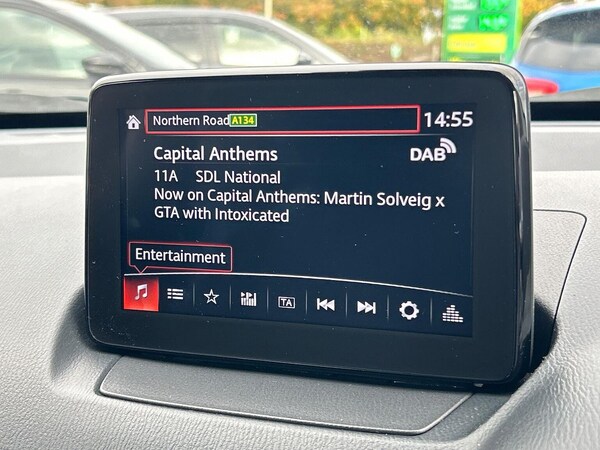 Northern Road A134 14:55
Capital Anthems DAB
11A SDL National
Now on Capital Anthems: Martin Solveig x
GTA with Intoxicated
Entertainment
TA